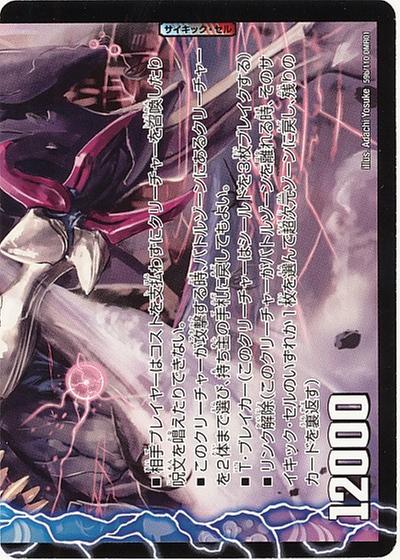 サイキック・セル
■相手プレイヤーはコストを支払わずにクリーチャーを召喚したり
呪文を唱えたりできない。
■このクリーチャーが攻撃する時、バトルゾーンにあるクリーチャー
を2体まで選び、持ち主の手札に戻してもよい。
■T・ブレイカー(このクリーチャーはシールドを3枚ブレイクする)
■リンク解除(このクリーチャーがバトルゾーンを離れる時、そのサ
イキック・セルのいずれか1枚を選んで超次元ゾーンに戻し、残りの
カードを裏返す)
12000
illus. Adachi Yosuke 59b/110 DMR01